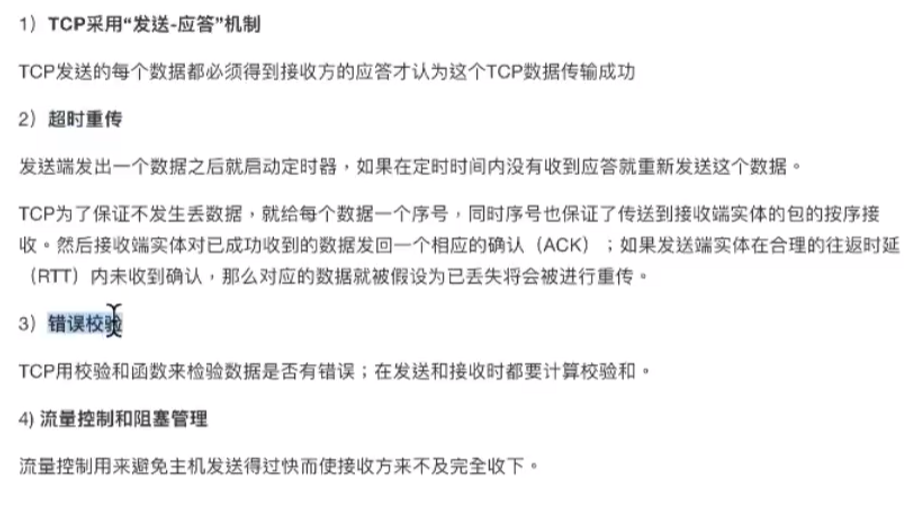 1）TCP采用“发送-应答”机制
TCP发送的每个数据都必须得到接收方的应答才认为这个TCP数据传输成功
2）超时重传
发送端发出一个数据之后就启动定时器，如果在定时时间内没有收到应答就重新发送这个数据。
TCP为了保证不发生丢数据，就给每个数据一个序号，同时序号也保证了传送到接收端实体的包的按序接
收。然后接收端实体对已成功收到的数据发回一个相应的确认（ACK）；如果发送端实体在合理的往返时延
（RTT）内未收到确认，那么对应的数据就被假设为已丢失将会被进行重传。
3）错误校验
TCP用校验和函数来检验数据是否有错误；在发送和接收时都要计算校验和。
4) 流量控制和阻塞管理
流量控制用来避免主机发送得过快而使接收方来不及完全收下。